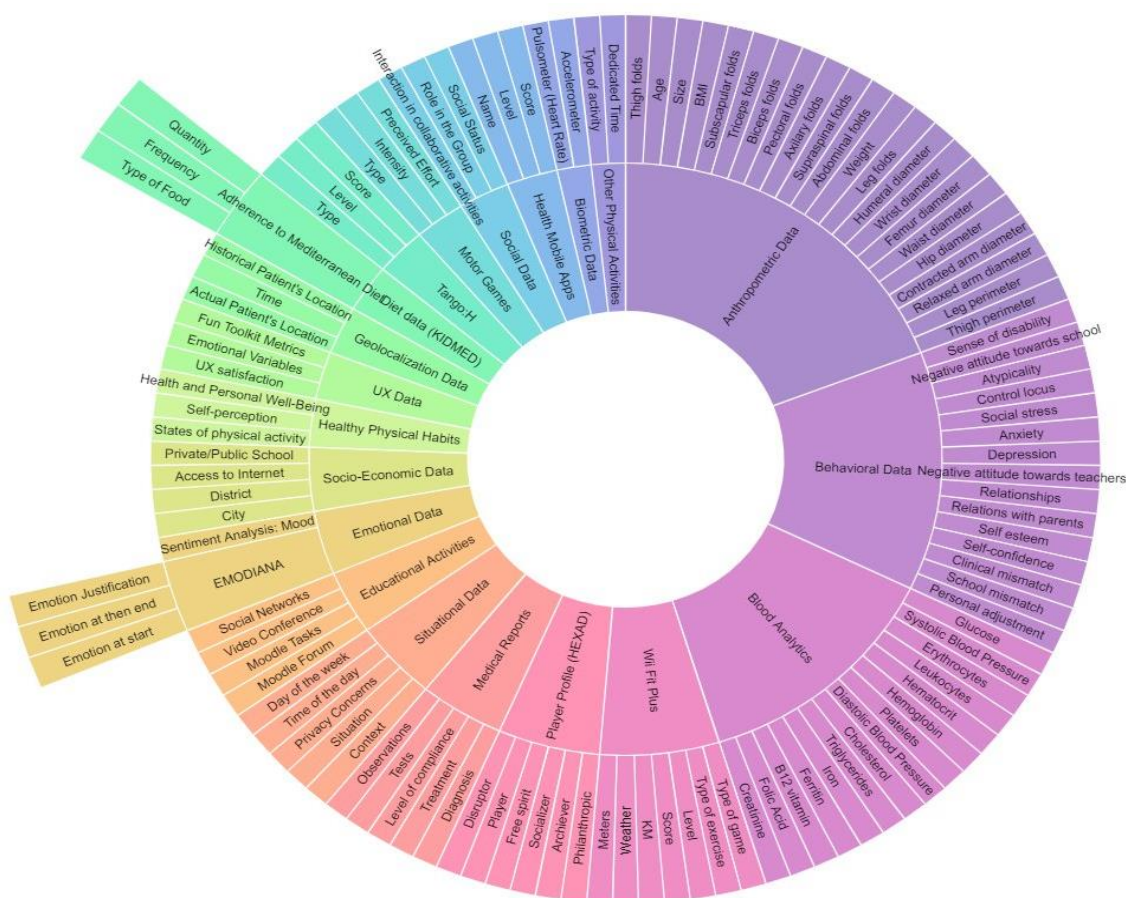 Anthropometric Data
Thigh folds
Age
Size
BMI
Subscapular folds
Triceps folds
Biceps folds
Pectoral folds
Axilary folds
Supraspinal folds
Abdominal folds
Weight
Leg folds
Humeral diameter
Wrist diameter
Femur diameter
Waist diameter
Hip diameter
Contracted arm diameter
Relaxed arm diameter
Leg perimeter
Thigh perimeter
Behavioral Data
Sense of disability
Negative attitude towards school
Atypicality
Control locus
Social stress
Anxiety
Depression
Negative attitude towards teachers
Relationships
Relations with parents
Self esteem
Self-confidence
Clinical mismatch
School mismatch
Personal adjustment
Blood Analytics
Glucose
Systolic Blood Pressure
Erythrocytes
Leukocytes
Hematocrit
Hemoglobin
Platelets
Diastolic Blood Pressure
Cholesterol
Triglycerides
Iron
Ferritin
B12 vitamin
Folic Acid
Creatinine
Wii Fit Plus
Type of game
Type of exercise
Level
Score
KM
Weather
Meters
Player Profile (HEXAD)
Philanthropic
Archiever
Socializer
Free spirit
Player
Disruptor
Medical Reports
Diagnosis
Treatment
Level of compliance
Tests
Observations
Situational Data
Context
Situation
Privacy Concerns
Time of the day
Day of the week
Educational Activities
Moodle Forum
Moodle Tasks
Video Conference
Social Networks
Emotional Data
EMODIANA
Emotion at start
Emotion at then end
Emotion Justification
Sentiment Analysis: Mood
Socio-Economic Data
City
District
Access to Internet
Private/Public School
Healthy Physical Habits
States of physical activity
Self-perception
Health and Personal Well-Being
UX Data
UX satisfaction
Emotional Variables
Fun Toolkit Metrics
Geolocalization Data
Actual Patient's Location
Time
Historical Patient's Location
Diet data (KIDMED)
Adherence to Mediterranean Diet
Type of Food
Frequency
Quantity
Tango:H
Type
Level
Score
Motor Games
Type
Intensity
Perceived Effort
Social Data
Interaction in collaborative activities
Role in the Group
Social Status
Health Mobile Apps
Name
Level
Score
Biometric Data
Pulsometer (Heart Rate)
Accelerometer
Other Physical Activities
Type of activity
Dedicated Time